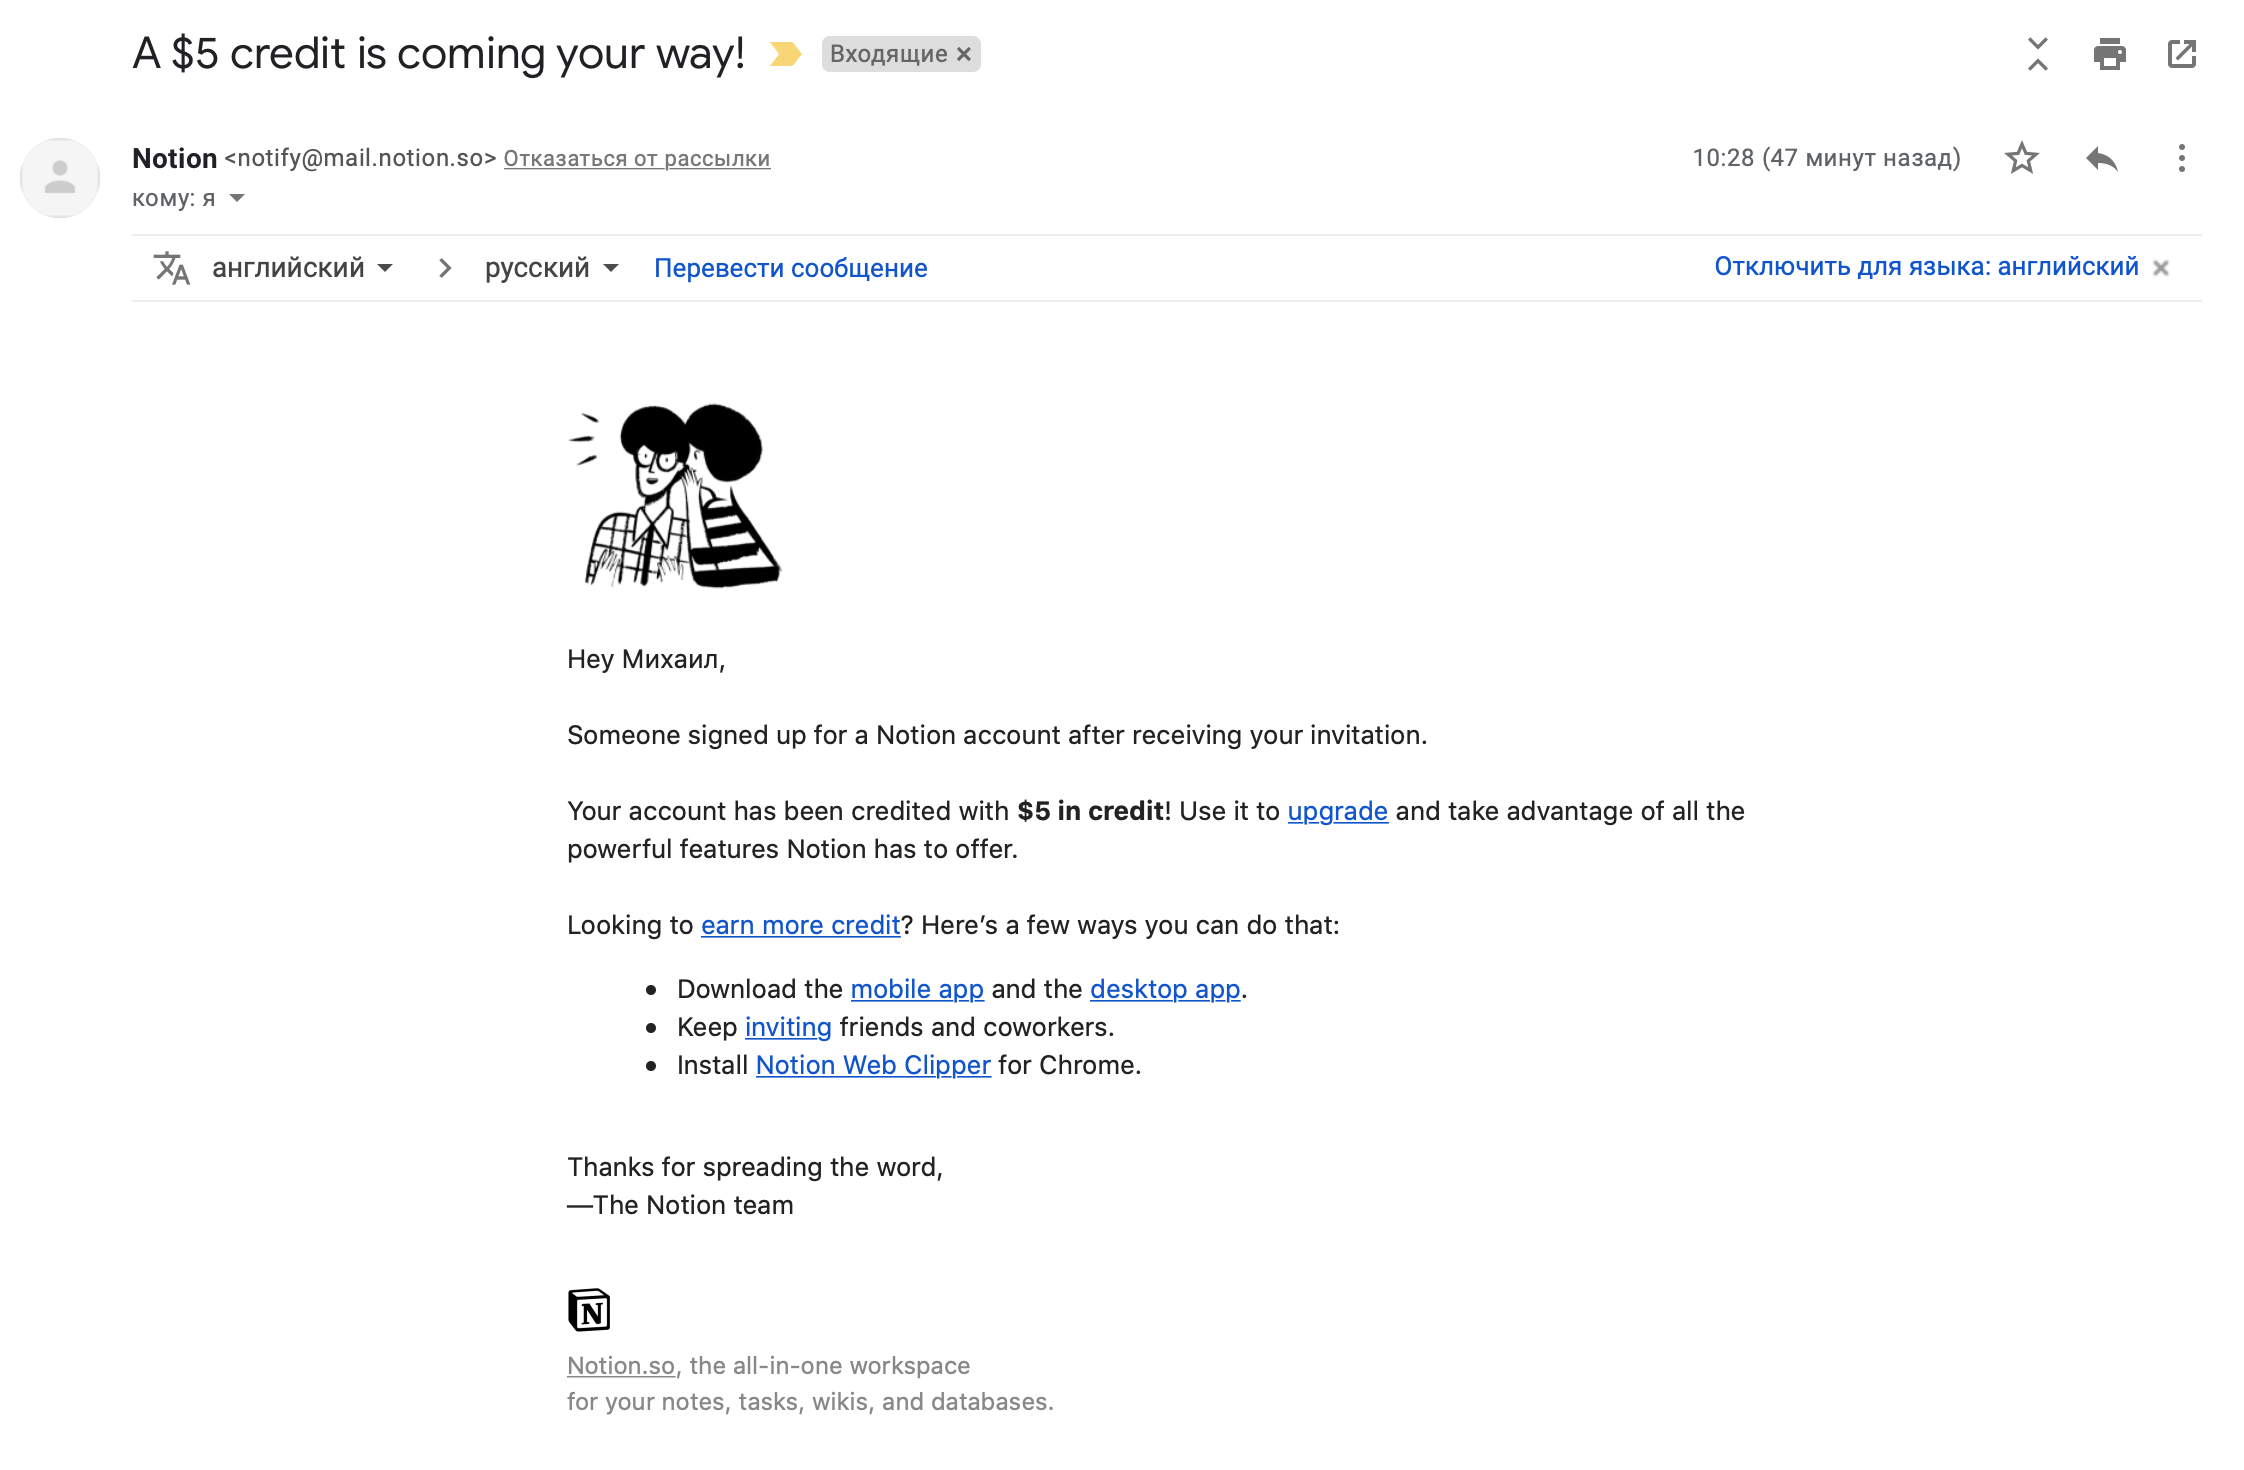 A $5 credit is coming your way!
Входящие ×
Notion <notify@mail.notion.so> Отказаться от рассылки
10:28 (47 минут назад)
кому: я
английский
русский
Перевести сообщение
Отключить для языка: английский ×
Hey Михаил,
Someone signed up for a Notion account after receiving your invitation.
Your account has been credited with $5 in credit! Use it to upgrade and take advantage of all the
powerful features Notion has to offer.
Looking to earn more credit? Here’s a few ways you can do that:
• Download the mobile app and the desktop app.
• Keep inviting friends and coworkers.
• Install Notion Web Clipper for Chrome.
Thanks for spreading the word,
—The Notion team
N
Notion.so, the all-in-one workspace
for your notes, tasks, wikis, and databases.